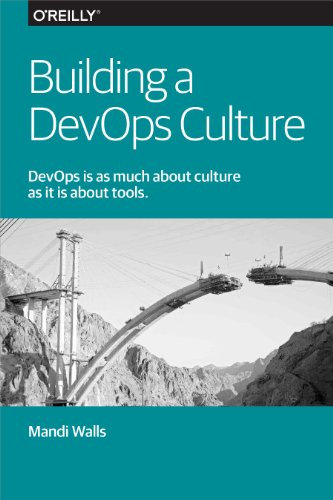 O'REILLY®
Building a
DevOps Culture
DevOps is as much about culture
as it is about tools.
Mandi Walls